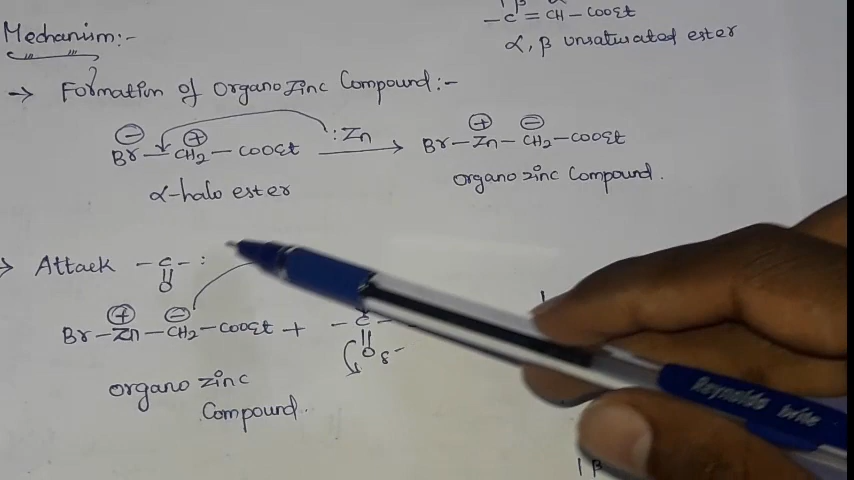 -C = CH - COOEt
α, β unsaturated ester
Mechanism:-
→ Formation of Organo Zinc Compound:-
Br - CH2 - COOEt :Zn → Br - Zn - CH2 - COOEt
α-halo ester
Organo zinc Compound.
→ Attack - C - :
O
Br - Zn - CH2 - COOEt + - C -
O δ-
organo zinc
Compound.
β
Reynolds